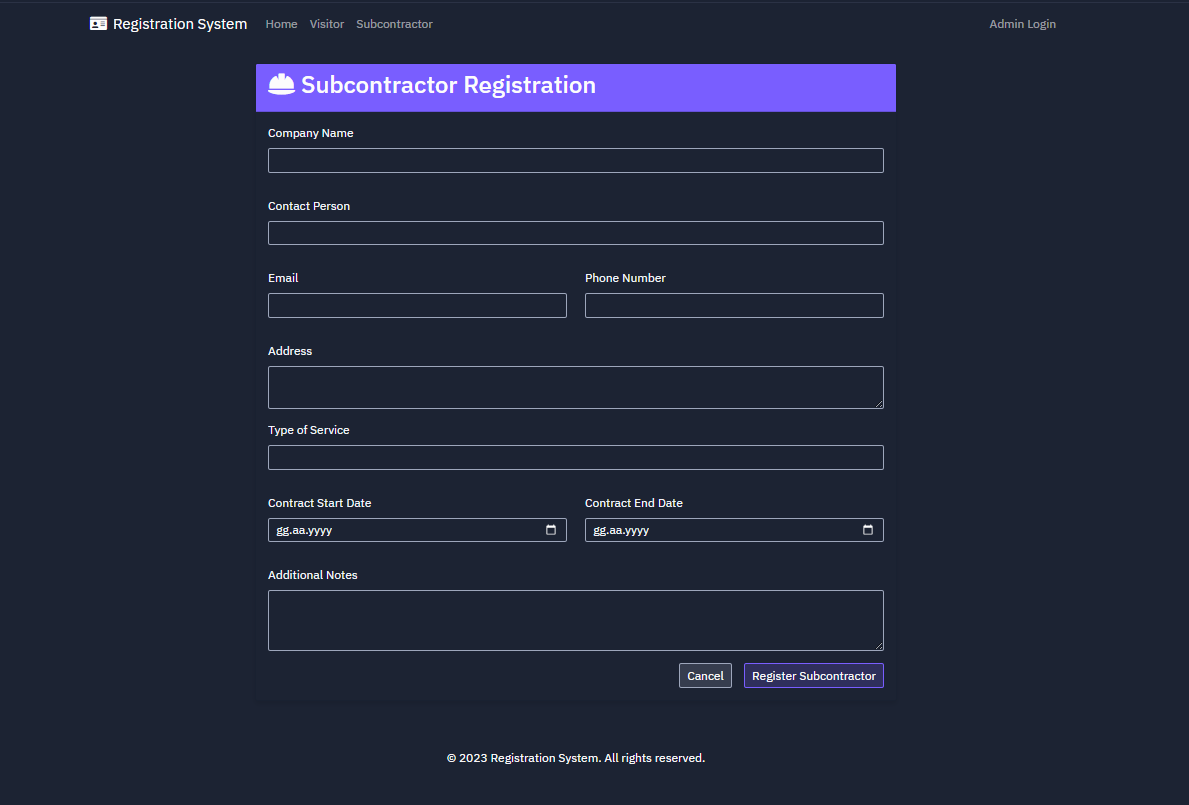 Registration System Home Visitor Subcontractor Admin Login
Subcontractor Registration
Company Name
Contact Person
Email Phone Number
Address
Type of Service
Contract Start Date Contract End Date
gg.aa.yyyy gg.aa.yyyy
Additional Notes
Cancel Register Subcontractor
© 2023 Registration System. All rights reserved.